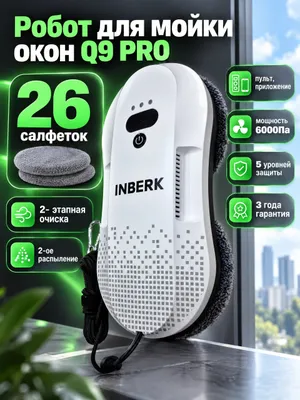 Робот для мойки
окон Q9 PRO
26
салфеток
2- этапная
очиска
2-ое
распыление
INBERK
пульт,
приложение
мощность
6000Па
5 уровней
защиты
3 года
гарантия